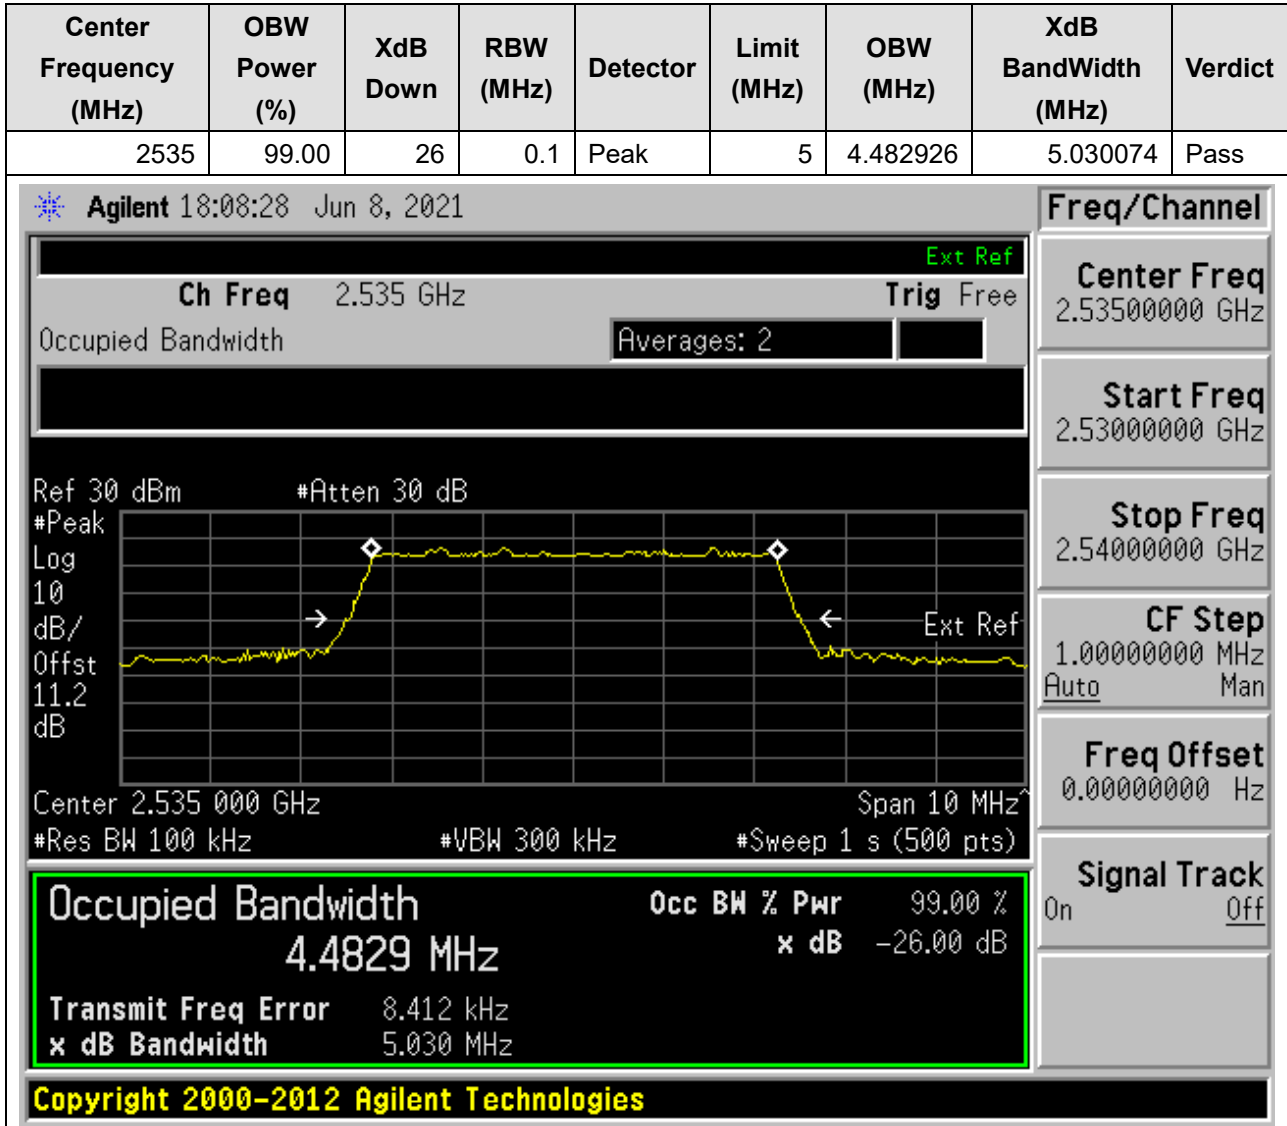 Center Frequency (MHz) OBW Power (%) XdB Down RBW (MHz) Detector Limit (MHz) OBW (MHz) XdB BandWidth (MHz) Verdict
2535 99.00 26 0.1 Peak 5 4.482926 5.030074 Pass
Agilent 18:08:28 Jun 8, 2021
Ext Ref
Ch Freq 2.535 GHz Trig Free
Occupied Bandwidth Averages: 2
Ref 30 dBm #Atten 30 dB
#Peak
Log
10
dB/
Offst
11.2
dB
Ext Ref
Center 2.535 000 GHz Span 10 MHz^
#Res BW 100 kHz #VBW 300 kHz #Sweep 1 s (500 pts)
Occupied Bandwidth Occ BW % Pwr 99.00 %
4.4829 MHz x dB -26.00 dB
Transmit Freq Error 8.412 kHz
x dB Bandwidth 5.030 MHz
Copyright 2000-2012 Agilent Technologies
Freq/Channel
Center Freq
2.53500000 GHz
Start Freq
2.53000000 GHz
Stop Freq
2.54000000 GHz
CF Step
1.00000000 MHz
Auto Man
Freq Offset
0.00000000 Hz
Signal Track
On Off